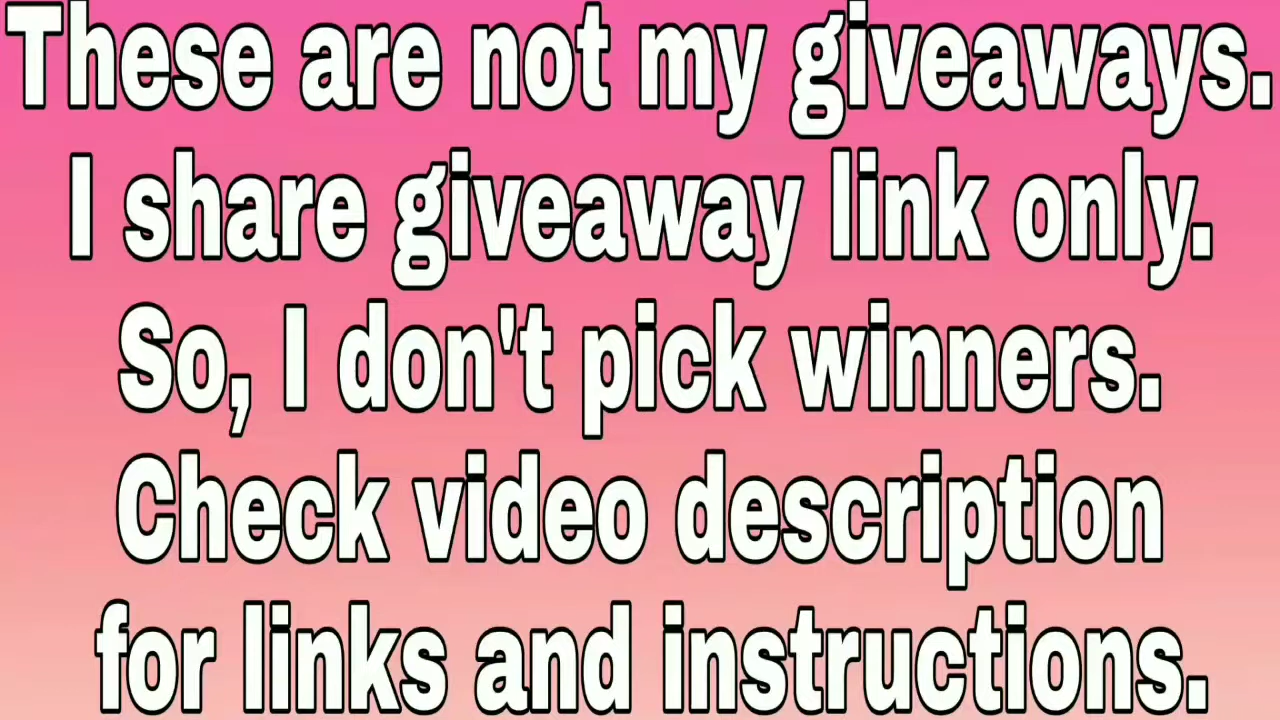 These are not my giveaways.
I share giveaway link only.
So, I don't pick winners.
Check video description
for links and instructions.